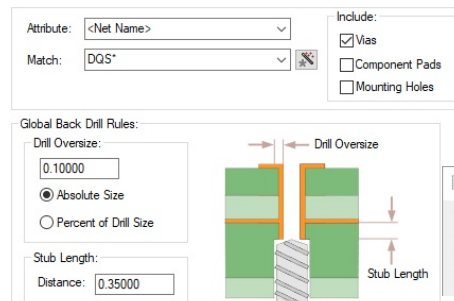 Attribute: <Net Name>
Match: DQS*
Include:
Vias
Component Pads
Mounting Holes
Global Back Drill Rules:
Drill Oversize:
0.10000
Absolute Size
Percent of Drill Size
Stub Length:
Distance: 0.35000
Drill Oversize
Stub Length